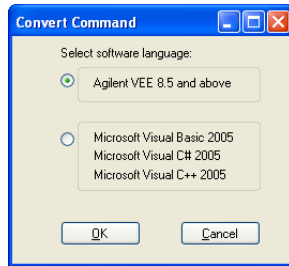 Convert Command
Select software language:
Agilent VEE 8.5 and above
Microsoft Visual Basic 2005
Microsoft Visual C# 2005
Microsoft Visual C++ 2005
OK Cancel